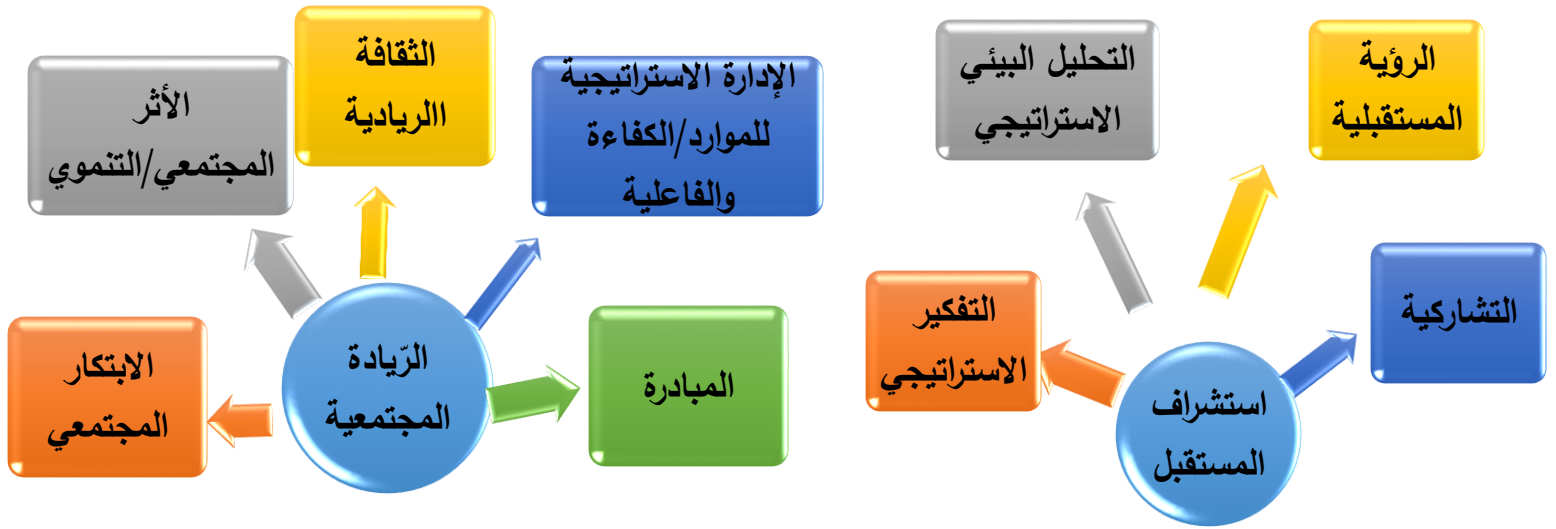 الرؤية
المستقبلية
التحليل البيئي
الاستراتيجي
التشاركية
التفكير
الاستراتيجي
استشراف
المستقبل
الإدارة الاستراتيجية
للموارد/الكفاءة
والفاعلية
الثقافة
االريادية
الأثر
المجتمعي/التنموي
المبادرة
الرّيادة
المجتمعية
الابتكار
المجتمعي